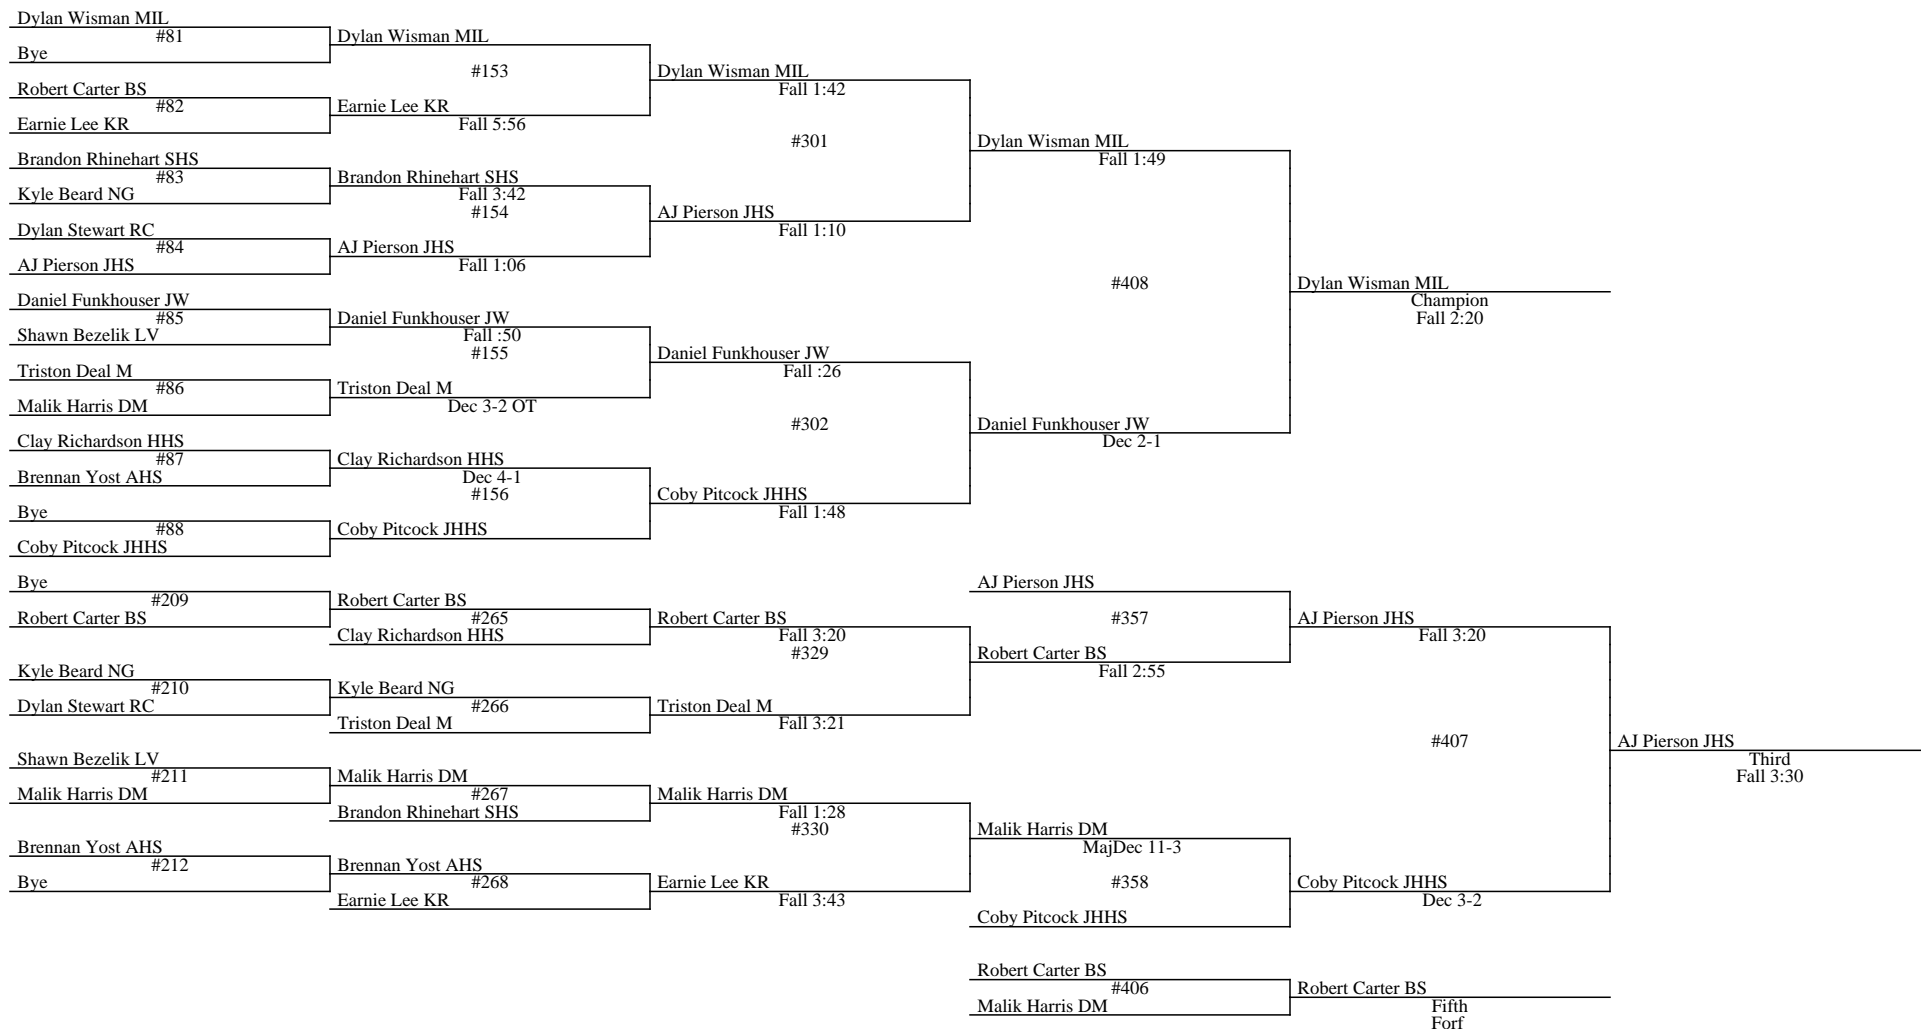 Dylan Wisman MIL
#81
Bye
Dylan Wisman MIL
#153
Robert Carter BS
#82
Earnie Lee KR
Earnie Lee KR
Fall 5:56
Dylan Wisman MIL
Fall 1:42
#301
Brandon Rhinehart SHS
#83
Kyle Beard NG
Brandon Rhinehart SHS
Fall 3:42
#154
Dylan Stewart RC
#84
AJ Pierson JHS
AJ Pierson JHS
Fall 1:06
AJ Pierson JHS
Fall 1:10
Dylan Wisman MIL
Fall 1:49
#408
Daniel Funkhouser JW
#85
Shawn Bezelik LV
Daniel Funkhouser JW
Fall :50
#155
Triston Deal M
#86
Malik Harris DM
Triston Deal M
Dec 3-2 OT
Daniel Funkhouser JW
Fall :26
#302
Clay Richardson HHS
#87
Brennan Yost AHS
Clay Richardson HHS
Dec 4-1
#156
Bye
#88
Coby Pitcock JHHS
Coby Pitcock JHHS
Coby Pitcock JHHS
Fall 1:48
Daniel Funkhouser JW
Dec 2-1
Dylan Wisman MIL
Champion
Fall 2:20
Bye
#209
Robert Carter BS
Robert Carter BS
#265
Clay Richardson HHS
Robert Carter BS
Fall 3:20
#329
Kyle Beard NG
#210
Dylan Stewart RC
Kyle Beard NG
#266
Triston Deal M
Triston Deal M
Fall 3:21
AJ Pierson JHS
#357
Robert Carter BS
Fall 2:55
AJ Pierson JHS
Fall 3:20
#407
Shawn Bezelik LV
#211
Malik Harris DM
Malik Harris DM
#267
Brandon Rhinehart SHS
Malik Harris DM
Fall 1:28
#330
Brennan Yost AHS
#212
Bye
Brennan Yost AHS
#268
Earnie Lee KR
Earnie Lee KR
Fall 3:43
Malik Harris DM
MajDec 11-3
#358
Coby Pitcock JHHS
Coby Pitcock JHHS
Dec 3-2
AJ Pierson JHS
Third
Fall 3:30
Robert Carter BS
#406
Malik Harris DM
Robert Carter BS
Fifth
Forf